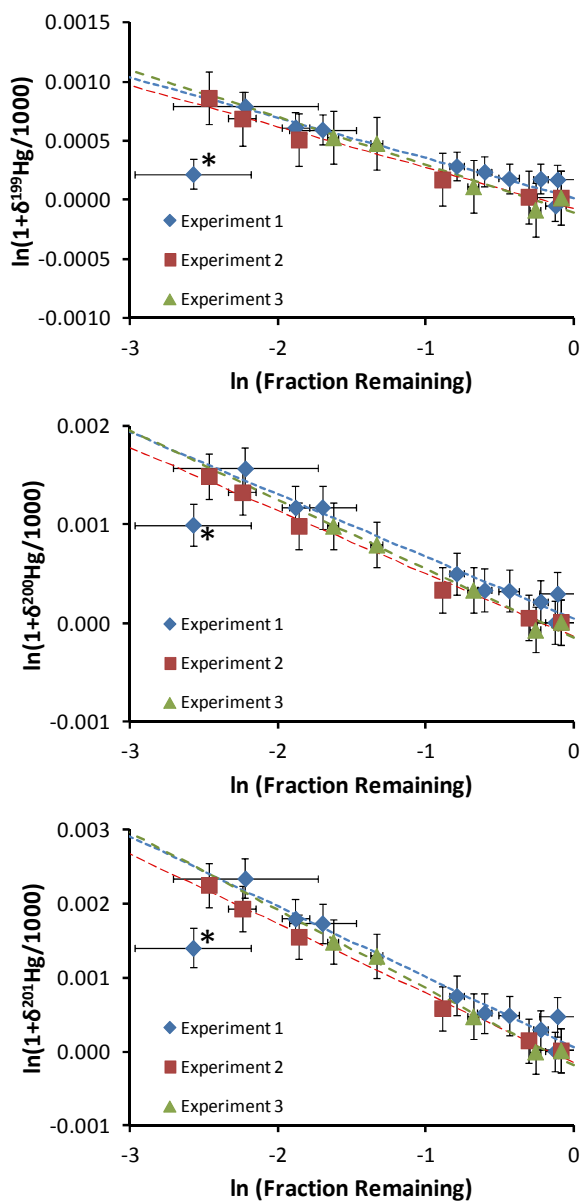 0.0015
0.0010
0.0005
0.0000
-0.0005
-0.0010
ln(1+δ¹⁹⁹Hg/1000)
*
Experiment 1
Experiment 2
Experiment 3
-3 -2 -1 0
ln (Fraction Remaining)
0.002
0.001
0.000
-0.001
ln(1+δ²⁰⁰Hg/1000)
*
Experiment 1
Experiment 2
Experiment 3
-3 -2 -1 0
ln (Fraction Remaining)
0.003
0.002
0.001
0.000
-0.001
ln(1+δ²⁰¹Hg/1000)
*
Experiment 1
Experiment 2
Experiment 3
-3 -2 -1 0
ln (Fraction Remaining)